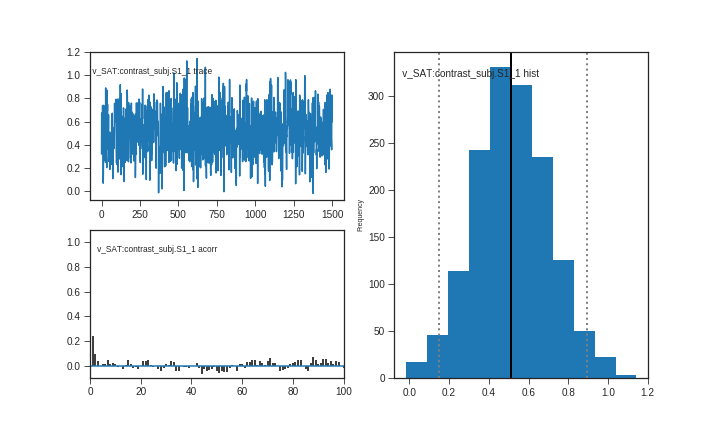 1.2
v_SAT:contrast_subj.S1_1 trace
1.0
0.8
0.6
0.4
0.2
0.0
0 250 500 750 1000 1250 1500
1.0
v_SAT:contrast_subj.S1_1 acorr
0.8
0.6
0.4
0.2
0.0
0 20 40 60 80 100
v_SAT:contrast_subj.S1_1 hist
Frequency
300
250
200
150
100
50
0
0.0 0.2 0.4 0.6 0.8 1.0 1.2